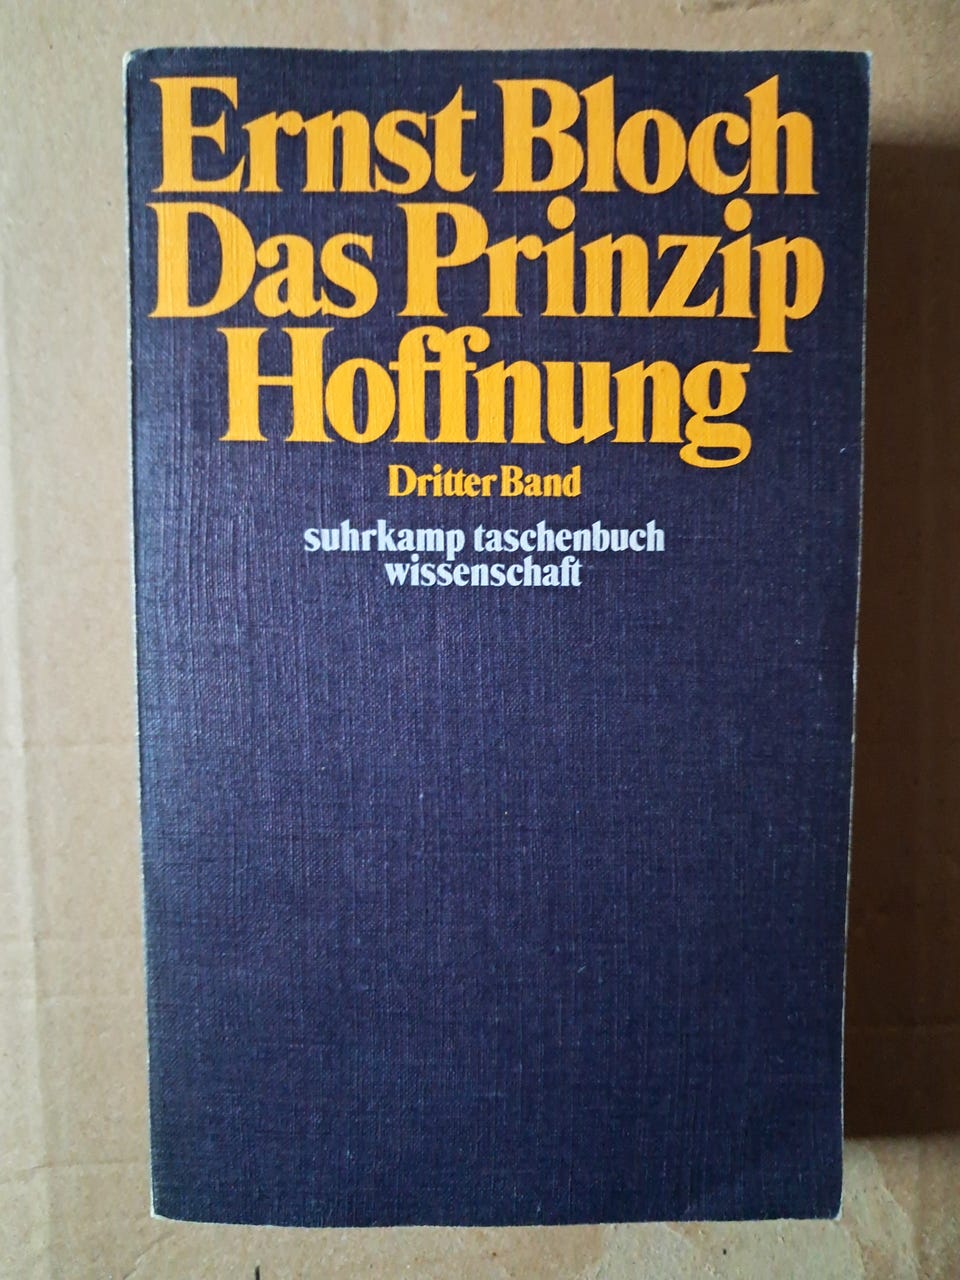 Ernst Bloch
Das Prinzip
Hoffnung
Dritter Band
suhrkamp taschenbuch
wissenschaft